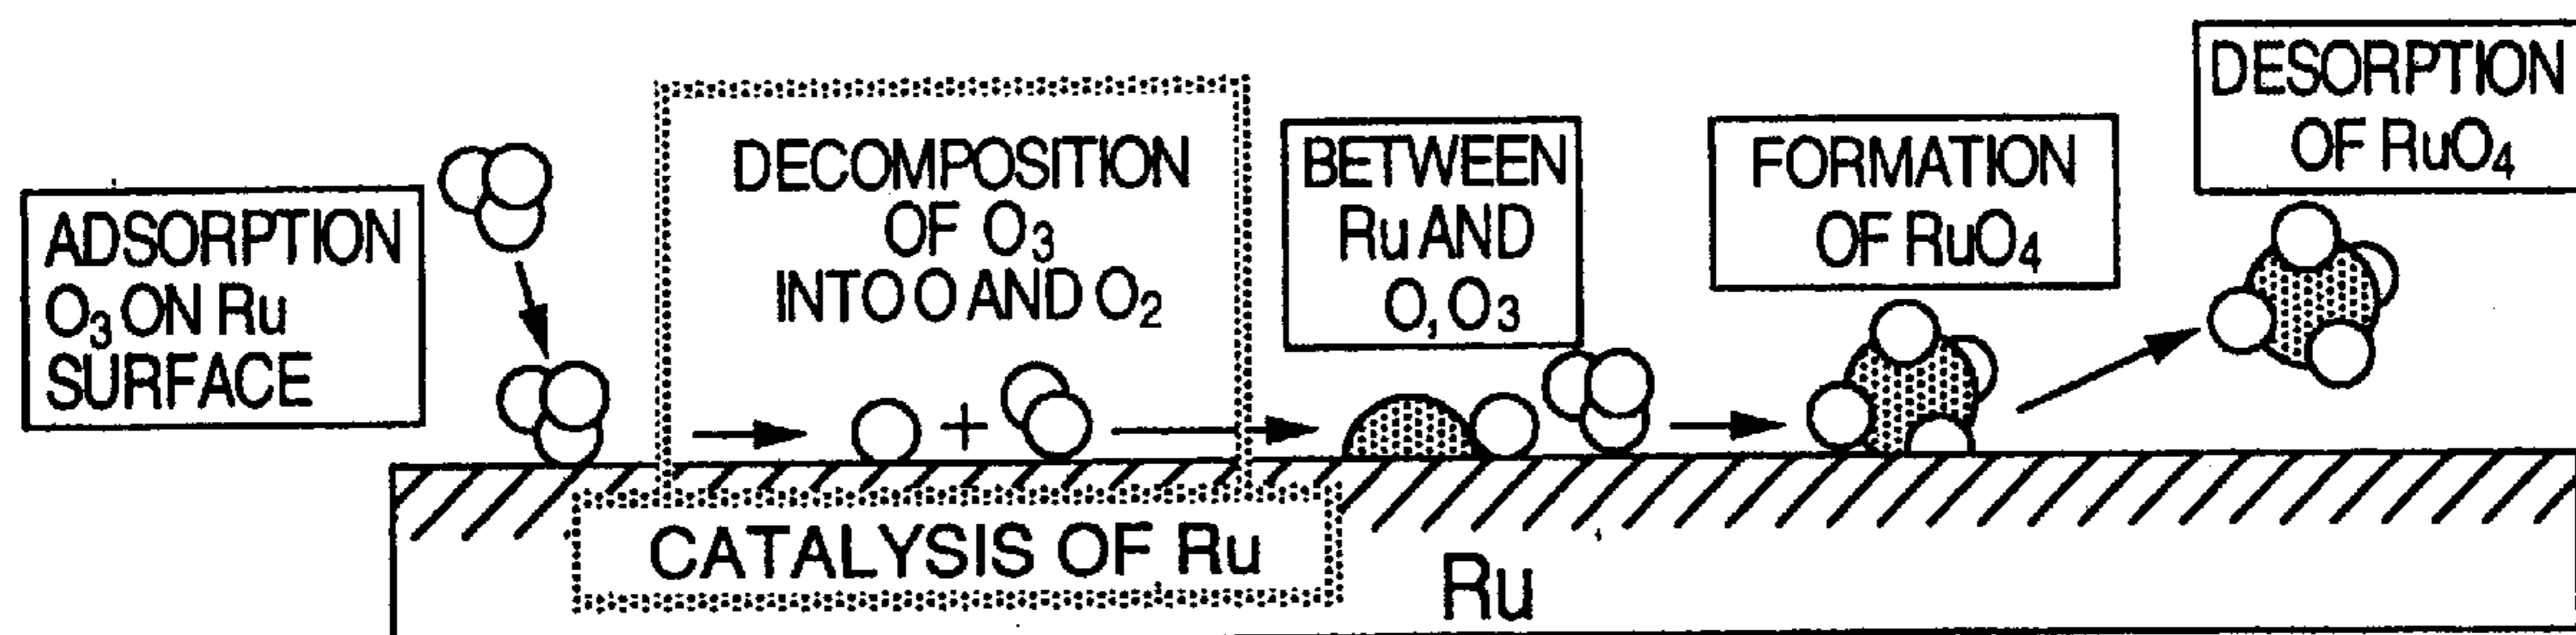 ADSORPTION
O₃ ON Ru
SURFACE
DECOMPOSITION
OF O₃
INTO O AND O₂
BETWEEN
Ru AND
O, O₃
FORMATION
OF RuO₄
DESORPTION
OF RuO₄
+
CATALYSIS OF Ru
Ru